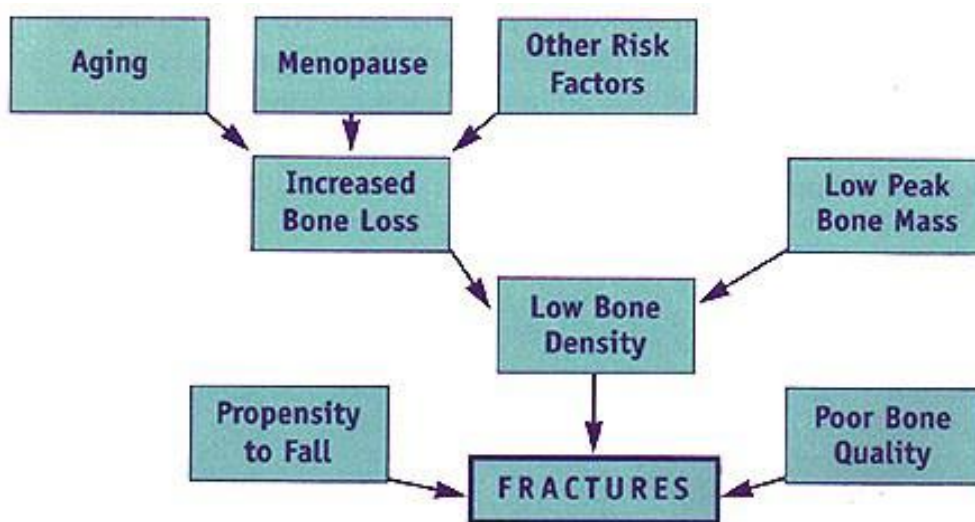 Aging
Menopause
Other Risk
Factors
Increased
Bone Loss
Low Peak
Bone Mass
Low Bone
Density
Propensity
to Fall
Poor Bone
Quality
FRACTURES